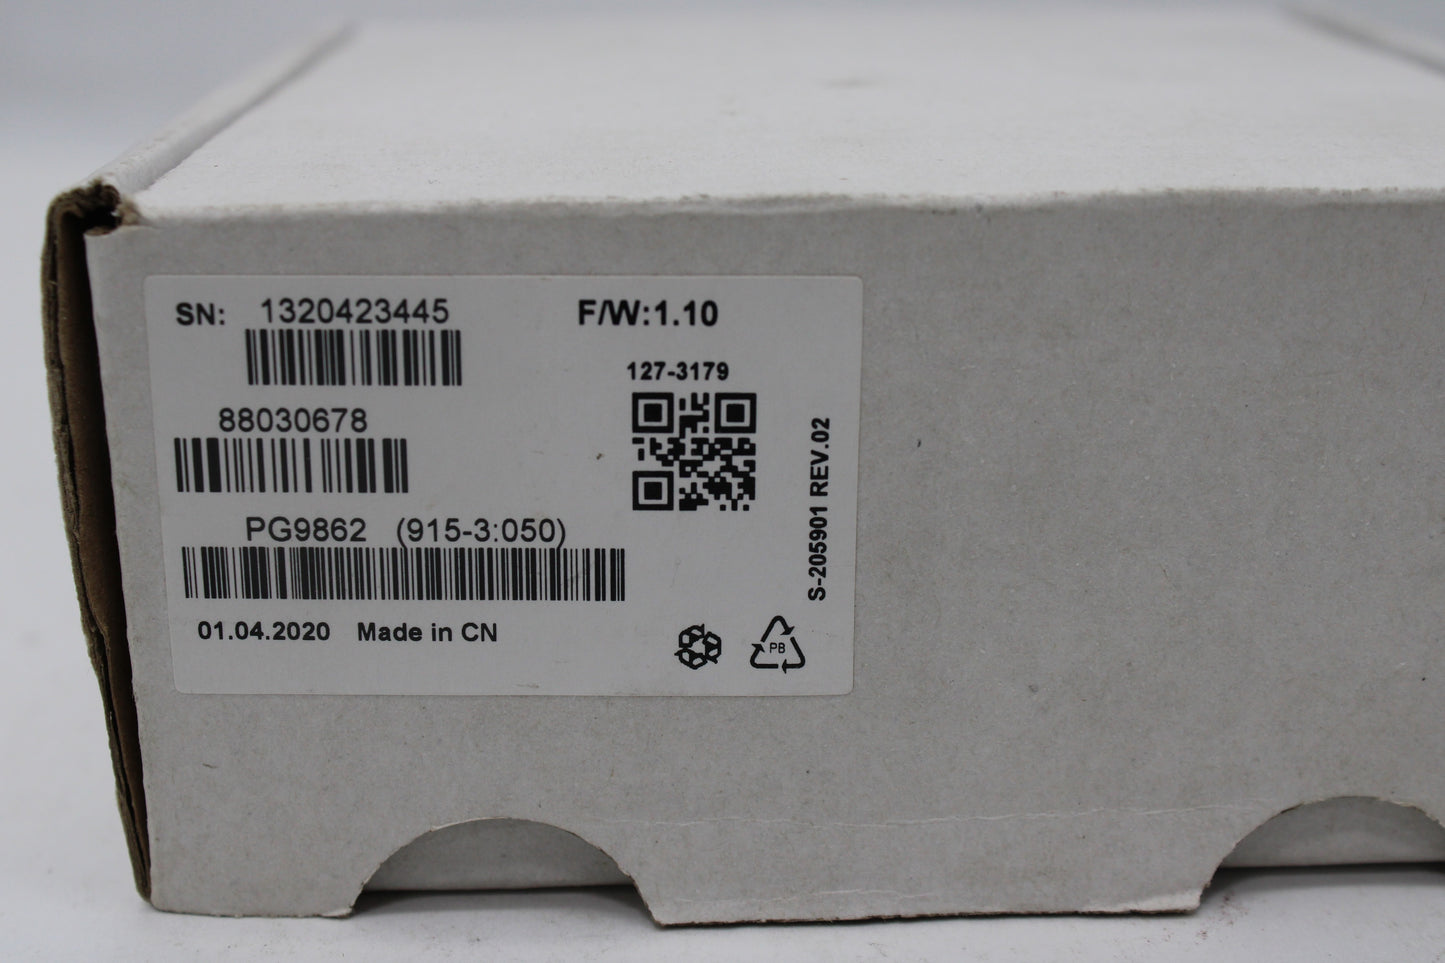 SN: 1320423445
F/W:1.10
127-3179
88030678
PG9862 (915-3:050)
S-205901 REV.02
01.04.2020 Made in CN
PB